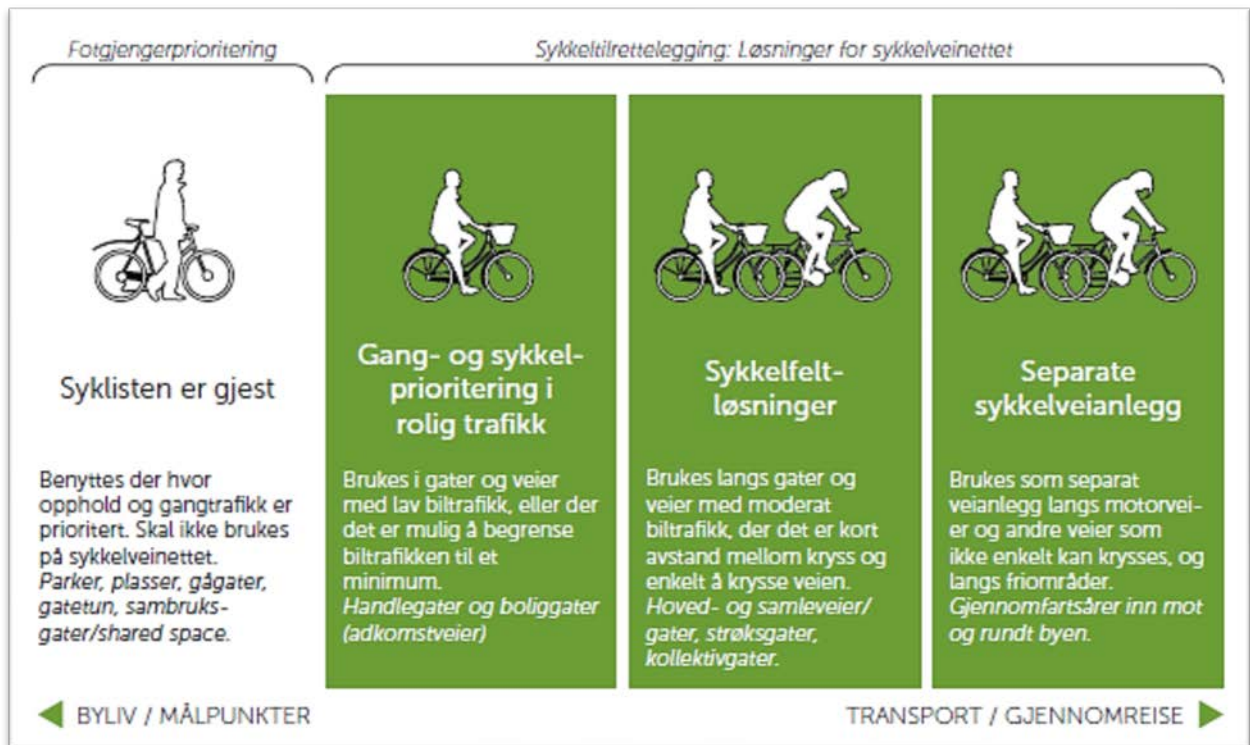 Fotgjengerprioritering
Sykkeltilrettelegging: Løsninger for sykkelveinettet
Syklisten er gjest
Benyttes der hvor
opphold og gangtrafikk er
prioritert. Skal ikke brukes
på sykkelveinettet.
Parker, plasser, gågater,
gatetun, sambruks-
gater/shared space.
Gang- og sykkel-
prioritering i
rolig trafikk
Brukes i gater og veier
med lav biltrafikk, eller der
det er mulig å begrense
biltrafikken til et
minimum.
Handlegater og boliggater
(adkomstveier)
Sykkelfelt-
løsninger
Brukes langs gater og
veier med moderat
biltrafikk, der det er kort
avstand mellom kryss og
enkelt å krysse veien.
Hoved- og samleveier/
gater, strøksgater,
kollektivgater.
Separate
sykkelveianlegg
Brukes som separat
veianlegg langs motorvei-
er og andre veier som
ikke enkelt kan krysses, og
langs friområder.
Gjennomfartsårer inn mot
og rundt byen.
BYLIV / MÅLPUNKTER
TRANSPORT / GJENNOMREISE